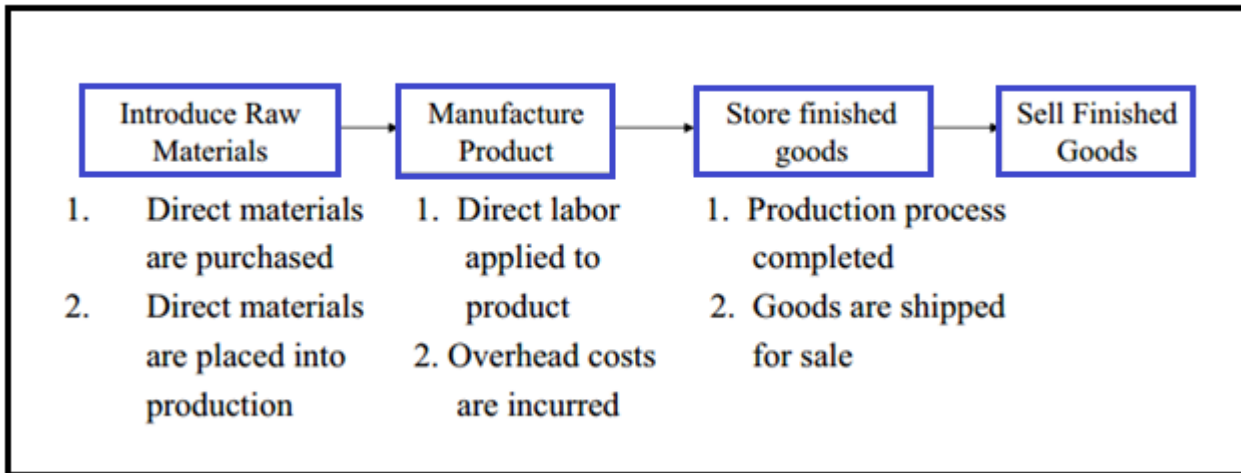 Introduce Raw
Materials
Manufacture
Product
Store finished
goods
Sell Finished
Goods
1. Direct materials
are purchased
2. Direct materials
are placed into
production
1. Direct labor
applied to
product
2. Overhead costs
are incurred
1. Production process
completed
2. Goods are shipped
for sale